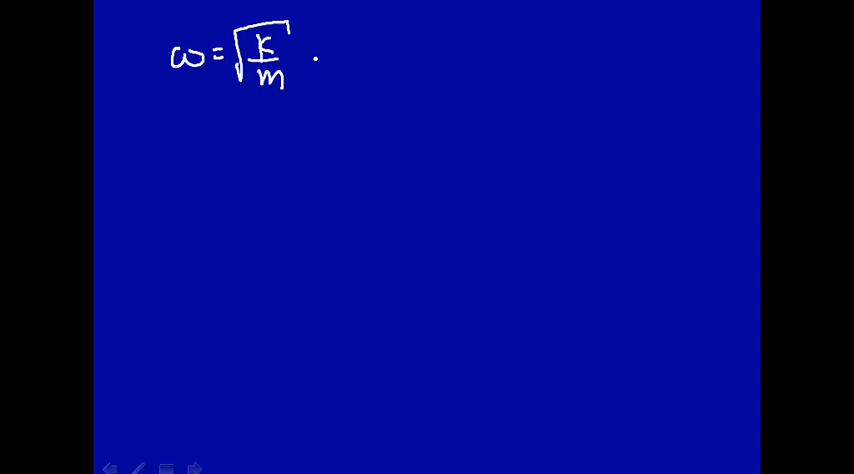 ω = √(k/m) .